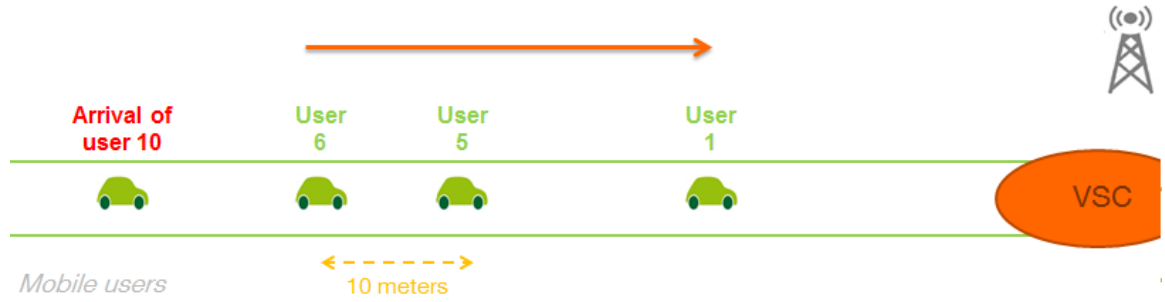 Arrival of
user 10
User
6
User
5
User
1
VSC
10 meters
Mobile users